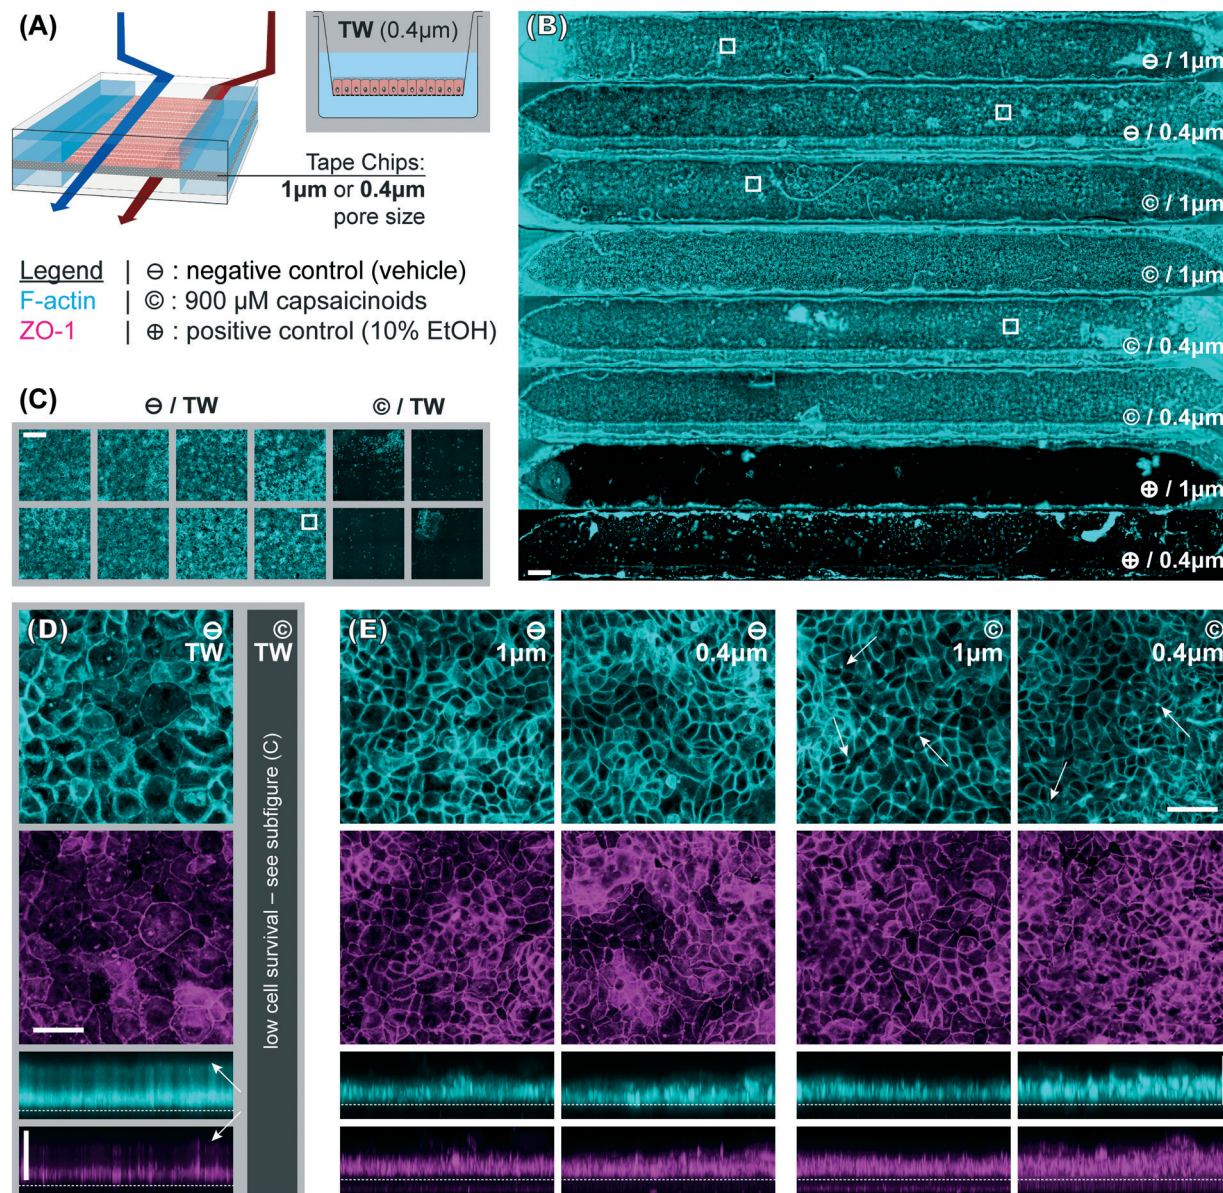 (A)
TW (0.4µm)
Tape Chips:
1µm or 0.4µm
pore size
Legend | ⊖ : negative control (vehicle)
F-actin | © : 900 µM capsaicinoids
ZO-1 | ⊕ : positive control (10% EtOH)
(B)
⊖ / 1µm
⊖ / 0.4µm
© / 1µm
© / 1µm
© / 0.4µm
© / 0.4µm
⊕ / 1µm
⊕ / 0.4µm
(C)
⊖ / TW
© / TW
(D)
⊖
TW
©
TW
low cell survival – see subfigure (C)
(E)
⊖
1µm
⊖
0.4µm
©
1µm
©
0.4µm